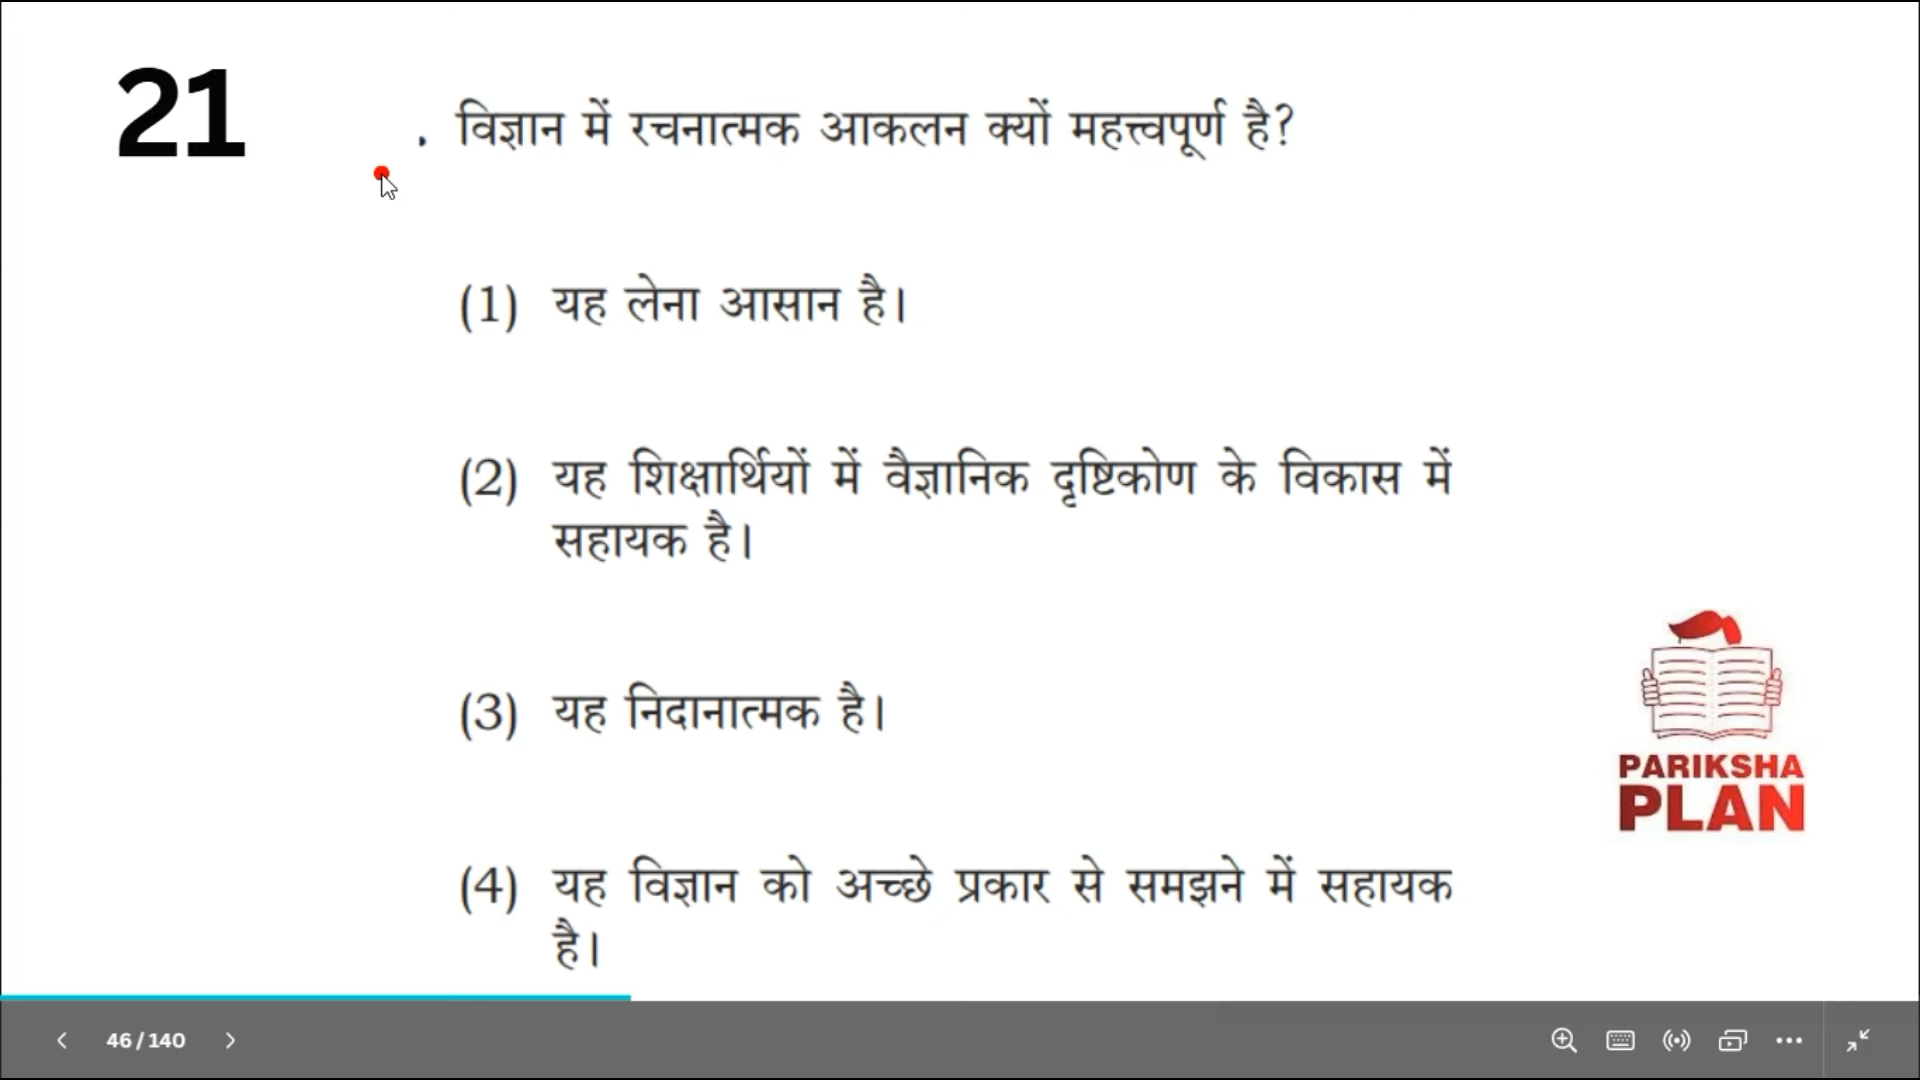 21
. विज्ञान में रचनात्मक आकलन क्यों महत्त्वपूर्ण है?
(1) यह लेना आसान है।
(2) यह शिक्षार्थियों में वैज्ञानिक दृष्टिकोण के विकास में
सहायक है।
(3) यह निदानात्मक है।
(4) यह विज्ञान को अच्छे प्रकार से समझने में सहायक
है।
PARIKSHA
PLAN
46 / 140